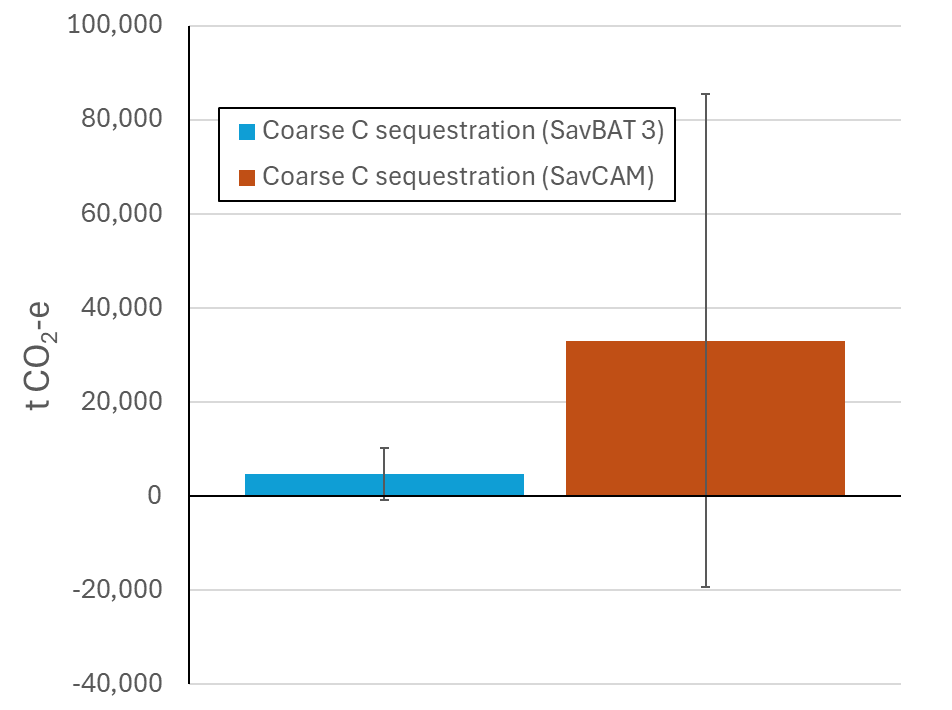 100,000
80,000
60,000
40,000
20,000
0
-20,000
-40,000
t CO₂-e
Coarse C sequestration (SavBAT 3)
Coarse C sequestration (SavCAM)